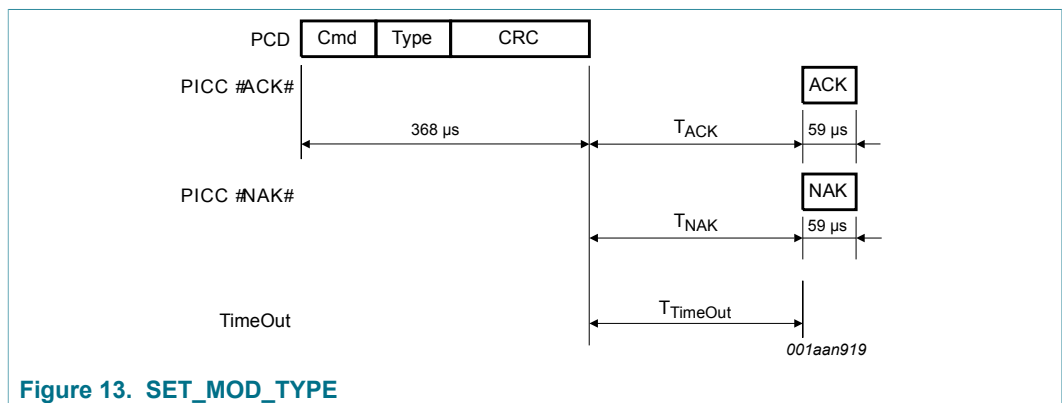 PCD Cmd Type CRC
PICC #ACK# ACK
368 µs TACK 59 µs
PICC #NAK# NAK
TNAK 59 µs
TimeOut TTimeOut
001aan919
Figure 13. SET_MOD_TYPE